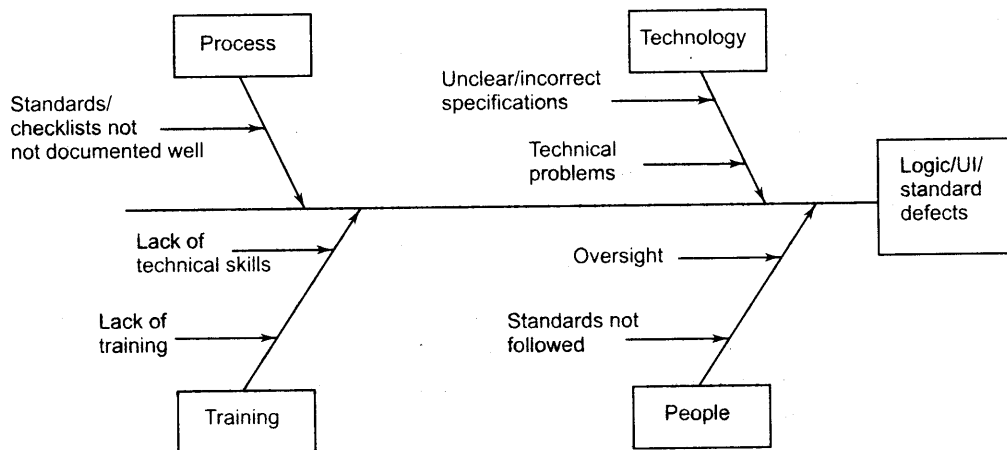 Process
Technology
Standards/
checklists not
not documented well
Unclear/incorrect
specifications
Technical
problems
Logic/UI/
standard
defects
Lack of
technical skills
Lack of
training
Oversight
Standards not
followed
Training
People